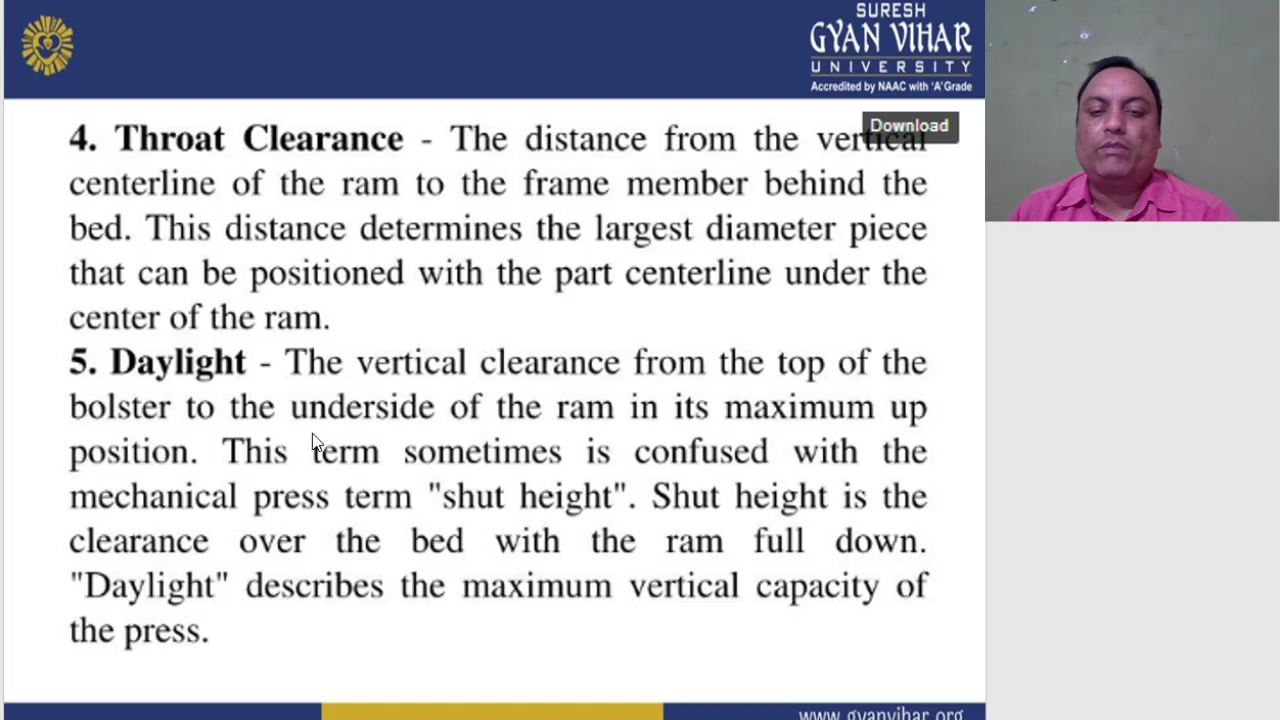 SURESH
GYAN VIHAR
UNIVERSITY
Accredited by NAAC with 'A' Grade
Download
4. Throat Clearance - The distance from the vertical
centerline of the ram to the frame member behind the
bed. This distance determines the largest diameter piece
that can be positioned with the part centerline under the
center of the ram.
5. Daylight - The vertical clearance from the top of the
bolster to the underside of the ram in its maximum up
position. This term sometimes is confused with the
mechanical press term "shut height". Shut height is the
clearance over the bed with the ram full down.
"Daylight" describes the maximum vertical capacity of
the press.
www.gyanvihar.org